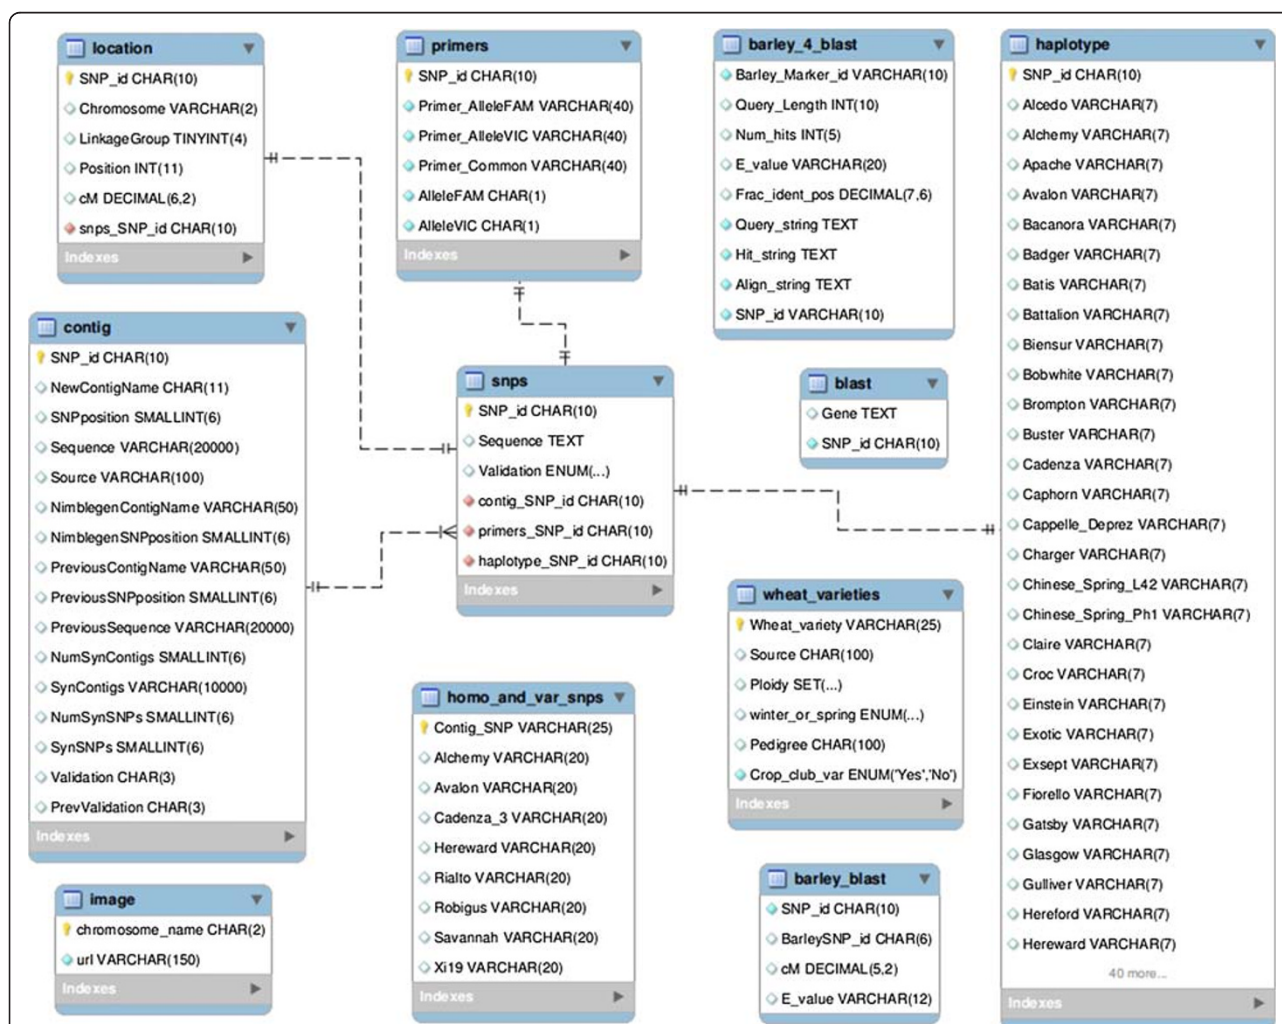 location
SNP_id CHAR(10)
Chromosome VARCHAR(2)
LinkageGroup TINYINT(4)
Position INT(11)
cM DECIMAL(6,2)
snps_SNP_id CHAR(10)
Indexes
primers
SNP_id CHAR(10)
Primer_AlleleFAM VARCHAR(40)
Primer_AlleleVIC VARCHAR(40)
Primer_Common VARCHAR(40)
AlleleFAM CHAR(1)
AlleleVIC CHAR(1)
Indexes
barley_4_blast
Barley_Marker_id VARCHAR(10)
Query_Length INT(10)
Num_hits INT(5)
E_value VARCHAR(20)
Frac_ident_pos DECIMAL(7,6)
Query_string TEXT
Hit_string TEXT
Align_string TEXT
SNP_id VARCHAR(10)
haplotype
SNP_id CHAR(10)
Alcedo VARCHAR(7)
Alchemy VARCHAR(7)
Apache VARCHAR(7)
Avalon VARCHAR(7)
Bacanora VARCHAR(7)
Badger VARCHAR(7)
Batis VARCHAR(7)
Battalion VARCHAR(7)
Biensur VARCHAR(7)
Bobwhite VARCHAR(7)
Brompton VARCHAR(7)
Buster VARCHAR(7)
Cadenza VARCHAR(7)
Caphorn VARCHAR(7)
Cappelle_Deprez VARCHAR(7)
Charger VARCHAR(7)
Chinese_Spring_L42 VARCHAR(7)
Chinese_Spring_Ph1 VARCHAR(7)
Claire VARCHAR(7)
Croc VARCHAR(7)
Einstein VARCHAR(7)
Exotic VARCHAR(7)
Exsept VARCHAR(7)
Fiorello VARCHAR(7)
Gatsby VARCHAR(7)
Glasgow VARCHAR(7)
Gulliver VARCHAR(7)
Hereford VARCHAR(7)
Hereward VARCHAR(7)
40 more...
Indexes
contig
SNP_id CHAR(10)
NewContigName CHAR(11)
SNPposition SMALLINT(6)
Sequence VARCHAR(20000)
Source VARCHAR(100)
NimblegenContigName VARCHAR(50)
NimblegenSNPposition SMALLINT(6)
PreviousContigName VARCHAR(50)
PreviousSNPposition SMALLINT(6)
PreviousSequence VARCHAR(20000)
NumSynContigs SMALLINT(6)
SynContigs VARCHAR(10000)
NumSynSNPs SMALLINT(6)
SynSNPs SMALLINT(6)
Validation CHAR(3)
PrevValidation CHAR(3)
Indexes
snps
SNP_id CHAR(10)
Sequence TEXT
Validation ENUM(...)
contig_SNP_id CHAR(10)
primers_SNP_id CHAR(10)
haplotype_SNP_id CHAR(10)
Indexes
blast
Gene TEXT
SNP_id CHAR(10)
wheat_varieties
Wheat_variety VARCHAR(25)
Source CHAR(100)
Ploidy SET(...)
winter_or_spring ENUM(...)
Pedigree CHAR(100)
Crop_club_var ENUM('Yes','No')
Indexes
homo_and_var_snps
Contig_SNP VARCHAR(25)
Alchemy VARCHAR(20)
Avalon VARCHAR(20)
Cadenza_3 VARCHAR(20)
Hereward VARCHAR(20)
Rialto VARCHAR(20)
Robigus VARCHAR(20)
Savannah VARCHAR(20)
Xi19 VARCHAR(20)
Indexes
barley_blast
SNP_id CHAR(10)
BarleySNP_id CHAR(6)
cM DECIMAL(5,2)
E_value VARCHAR(12)
image
chromosome_name CHAR(2)
url VARCHAR(150)
Indexes